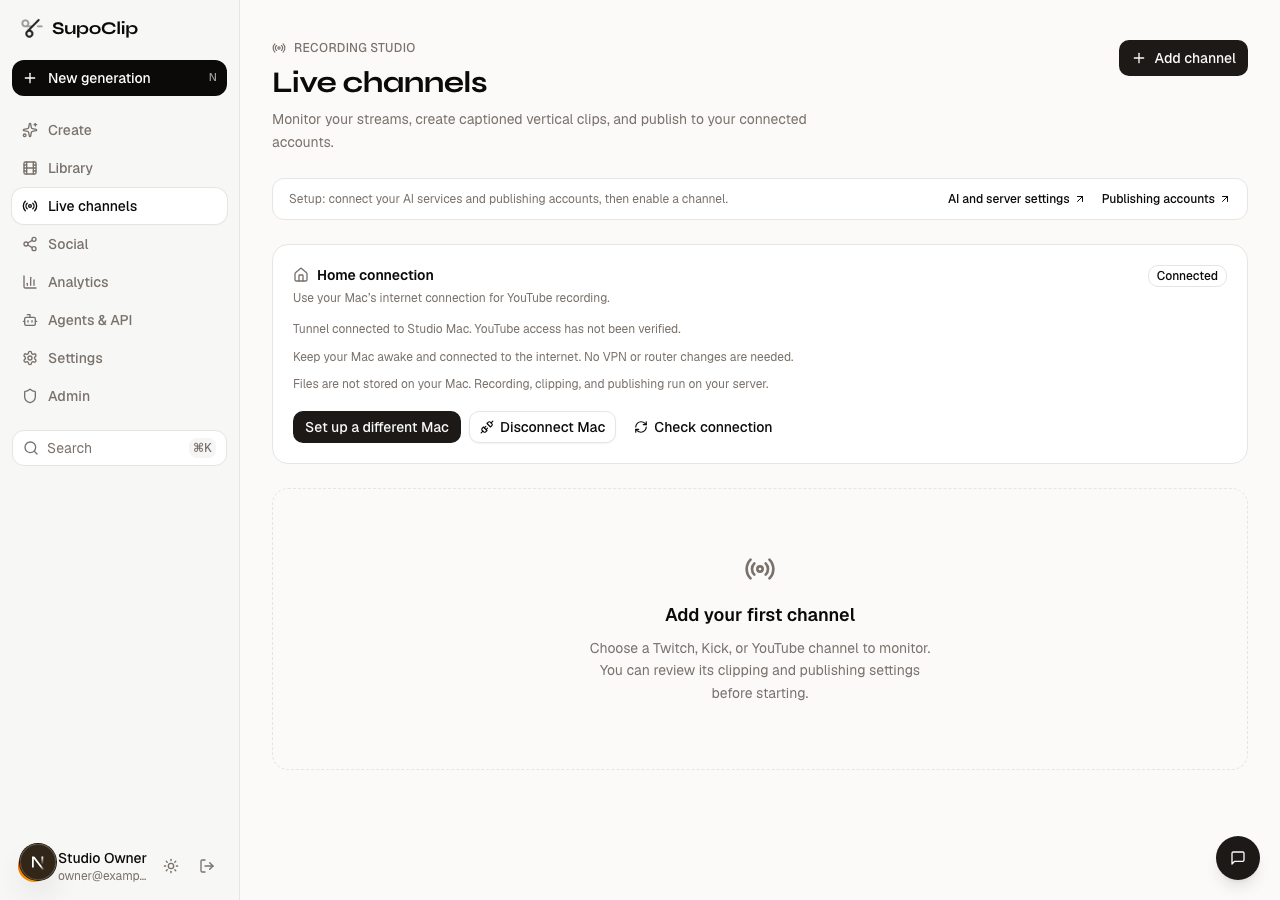 SupoClip
New generation N
Create
Library
Live channels
Social
Analytics
Agents & API
Settings
Admin
Search ⌘K
N
Studio Owner
owner@examp…
RECORDING STUDIO
Live channels
Monitor your streams, create captioned vertical clips, and publish to your connected
accounts.
Add channel
Setup: connect your AI services and publishing accounts, then enable a channel.
AI and server settings
Publishing accounts
Home connection
Connected
Use your Mac's internet connection for YouTube recording.
Tunnel connected to Studio Mac. YouTube access has not been verified.
Keep your Mac awake and connected to the internet. No VPN or router changes are needed.
Files are not stored on your Mac. Recording, clipping, and publishing run on your server.
Set up a different Mac
Disconnect Mac
Check connection
Add your first channel
Choose a Twitch, Kick, or YouTube channel to monitor.
You can review its clipping and publishing settings
before starting.